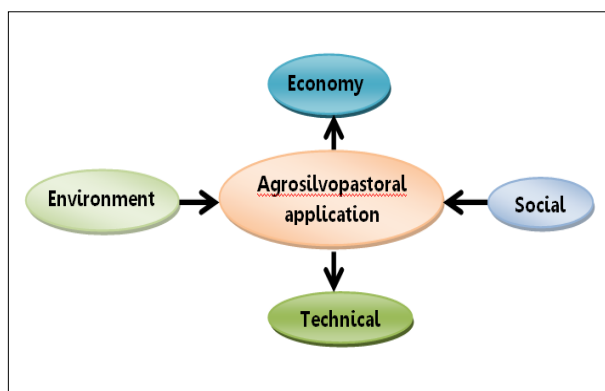 Economy
Environment
Agrosilvopastoral
application
Social
Technical